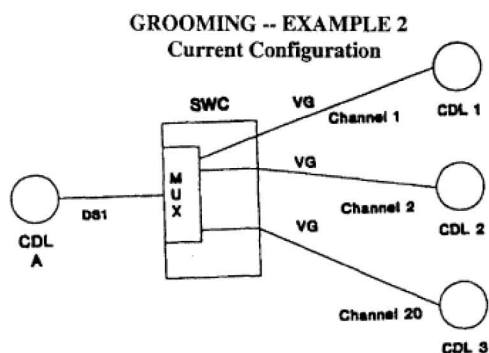 GROOMING -- EXAMPLE 2
Current Configuration
SWC
VG
Channel 1
CDL 1
MUX
VG
Channel 2
CDL 2
DS1
CDL
A
VG
Channel 20
CDL 3